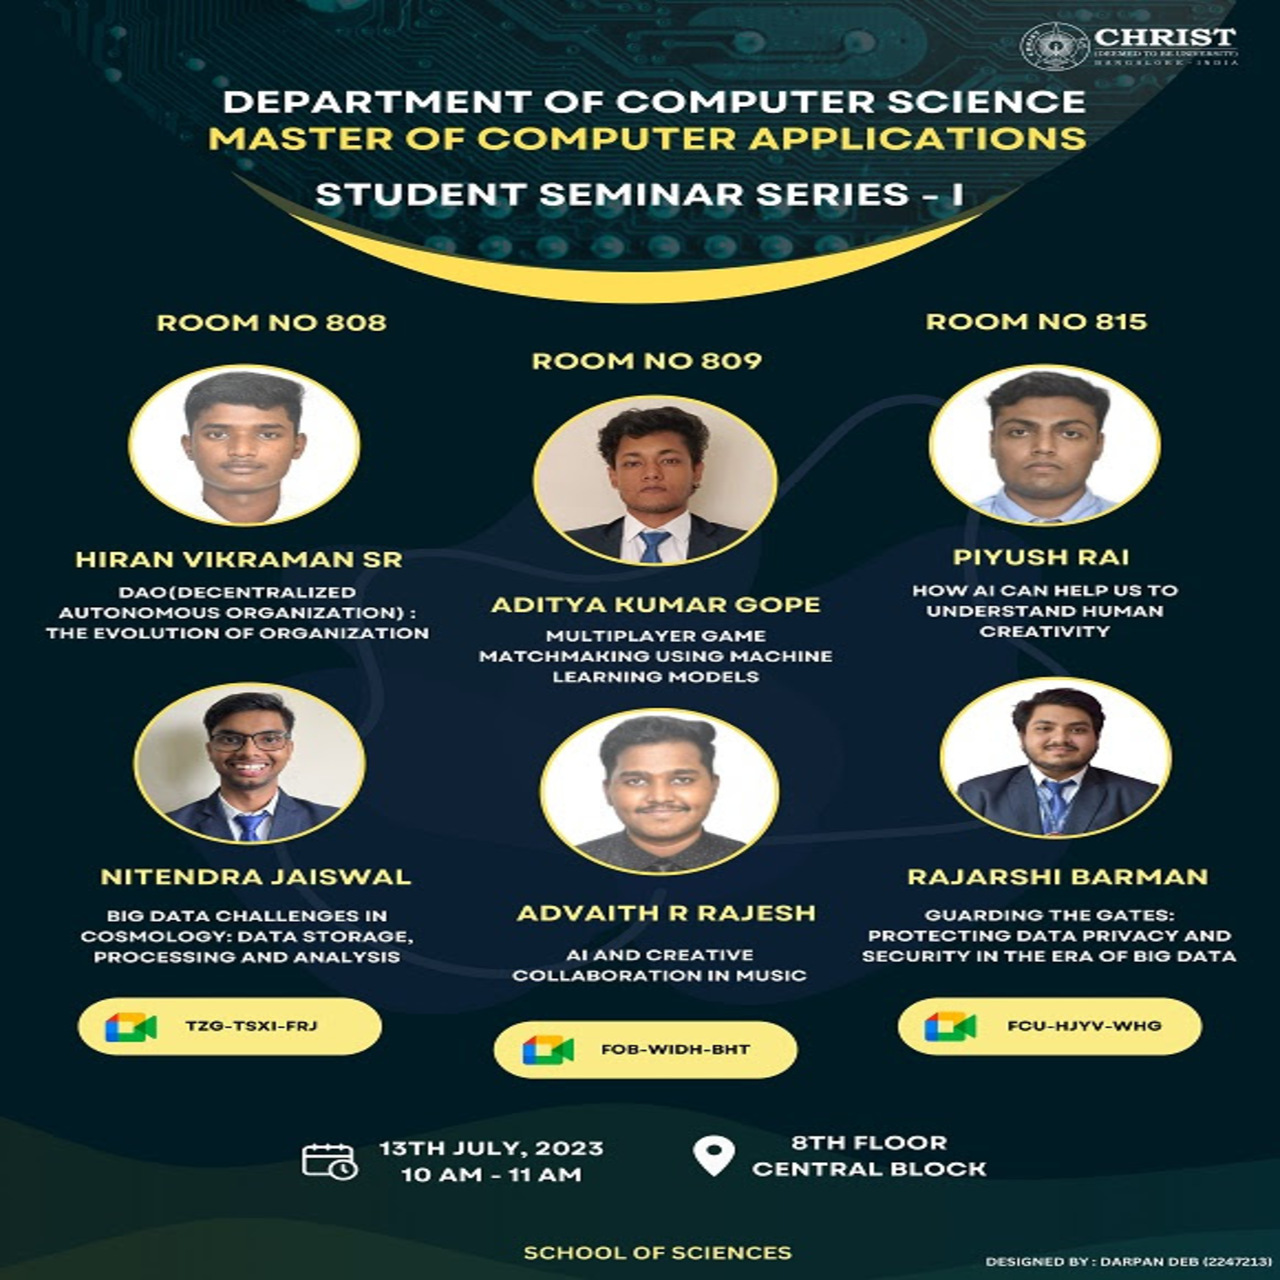 CHRIST
(DEEMED TO BE UNIVERSITY)
BANGALORE - INDIA
DEPARTMENT OF COMPUTER SCIENCE
MASTER OF COMPUTER APPLICATIONS
STUDENT SEMINAR SERIES - I
ROOM NO 808
HIRAN VIKRAMAN SR
DAO(DECENTRALIZED
AUTONOMOUS ORGANIZATION) :
THE EVOLUTION OF ORGANIZATION
NITENDRA JAISWAL
BIG DATA CHALLENGES IN
COSMOLOGY: DATA STORAGE,
PROCESSING AND ANALYSIS
TZG-TSXI-FRJ
ROOM NO 809
ADITYA KUMAR GOPE
MULTIPLAYER GAME
MATCHMAKING USING MACHINE
LEARNING MODELS
ADVAITH R RAJESH
AI AND CREATIVE
COLLABORATION IN MUSIC
FOB-WIDH-BHT
ROOM NO 815
PIYUSH RAI
HOW AI CAN HELP US TO
UNDERSTAND HUMAN
CREATIVITY
RAJARSHI BARMAN
GUARDING THE GATES:
PROTECTING DATA PRIVACY AND
SECURITY IN THE ERA OF BIG DATA
FCU-HJYV-WHG
13TH JULY, 2023
10 AM - 11 AM
8TH FLOOR
CENTRAL BLOCK
SCHOOL OF SCIENCES
DESIGNED BY : DARPAN DEB (2247213)